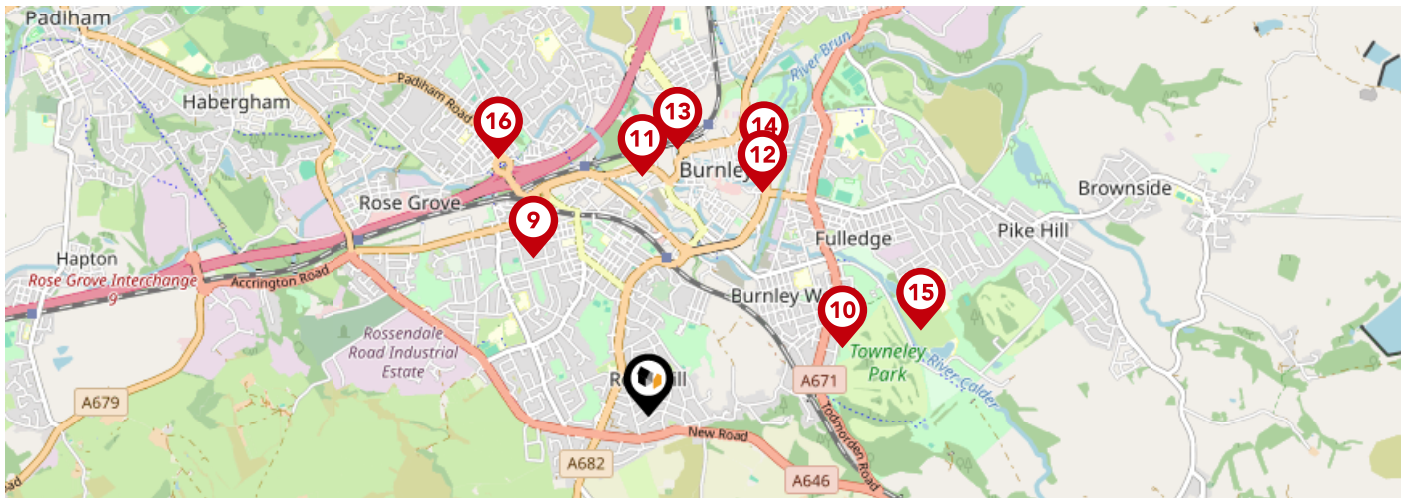 Padiham
River Brun
Padiham Road
Habergham
16
13
14
11
12
Burnley
Brownside
Rose Grove
9
Pike Hill
Fulledge
Hapton
Rose Grove Interchange
9
Accrington Road
15
Burnley W
10
Rossendale
Road Industrial
Estate
Towneley
Park
River Calder
A671
A679
Todmorden Road
New Road
A682
A646